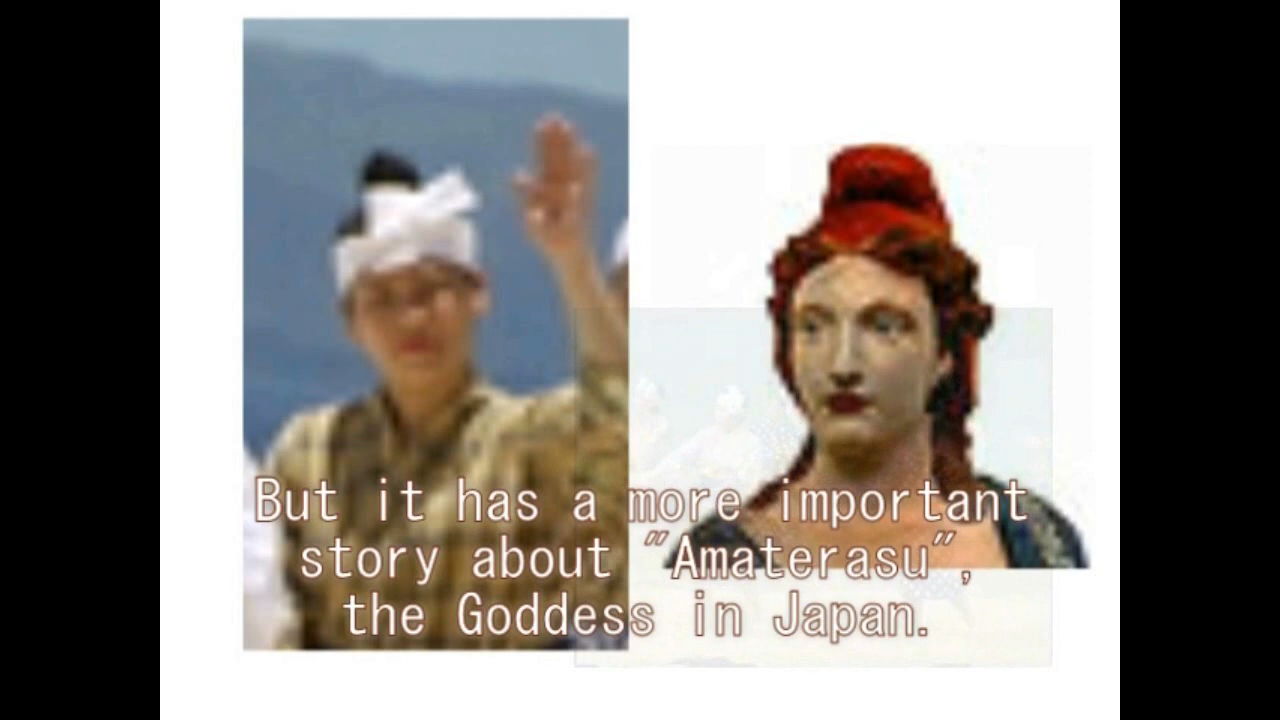 But it has a more important
story about "Amaterasu",
the Goddess in Japan.